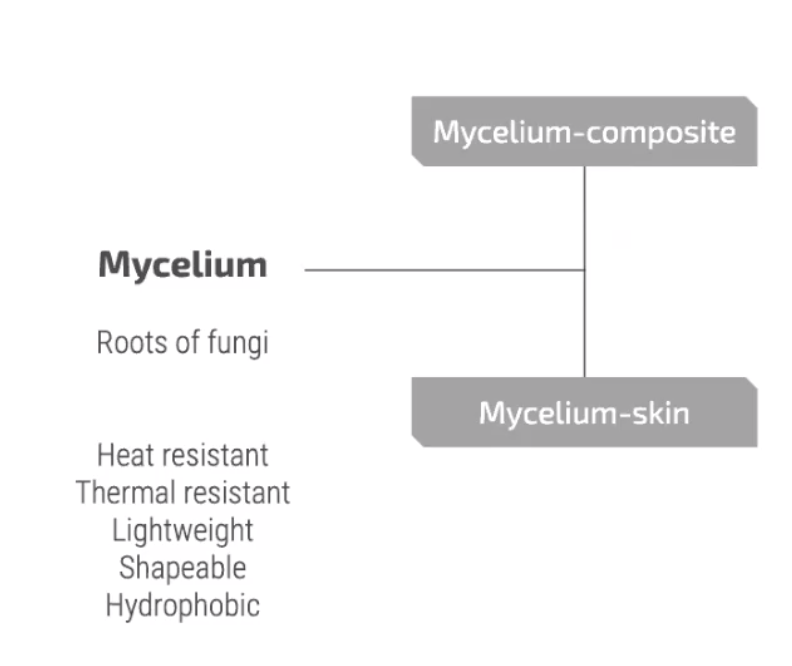 Mycelium-composite
Mycelium
Roots of fungi
Mycelium-skin
Heat resistant
Thermal resistant
Lightweight
Shapeable
Hydrophobic